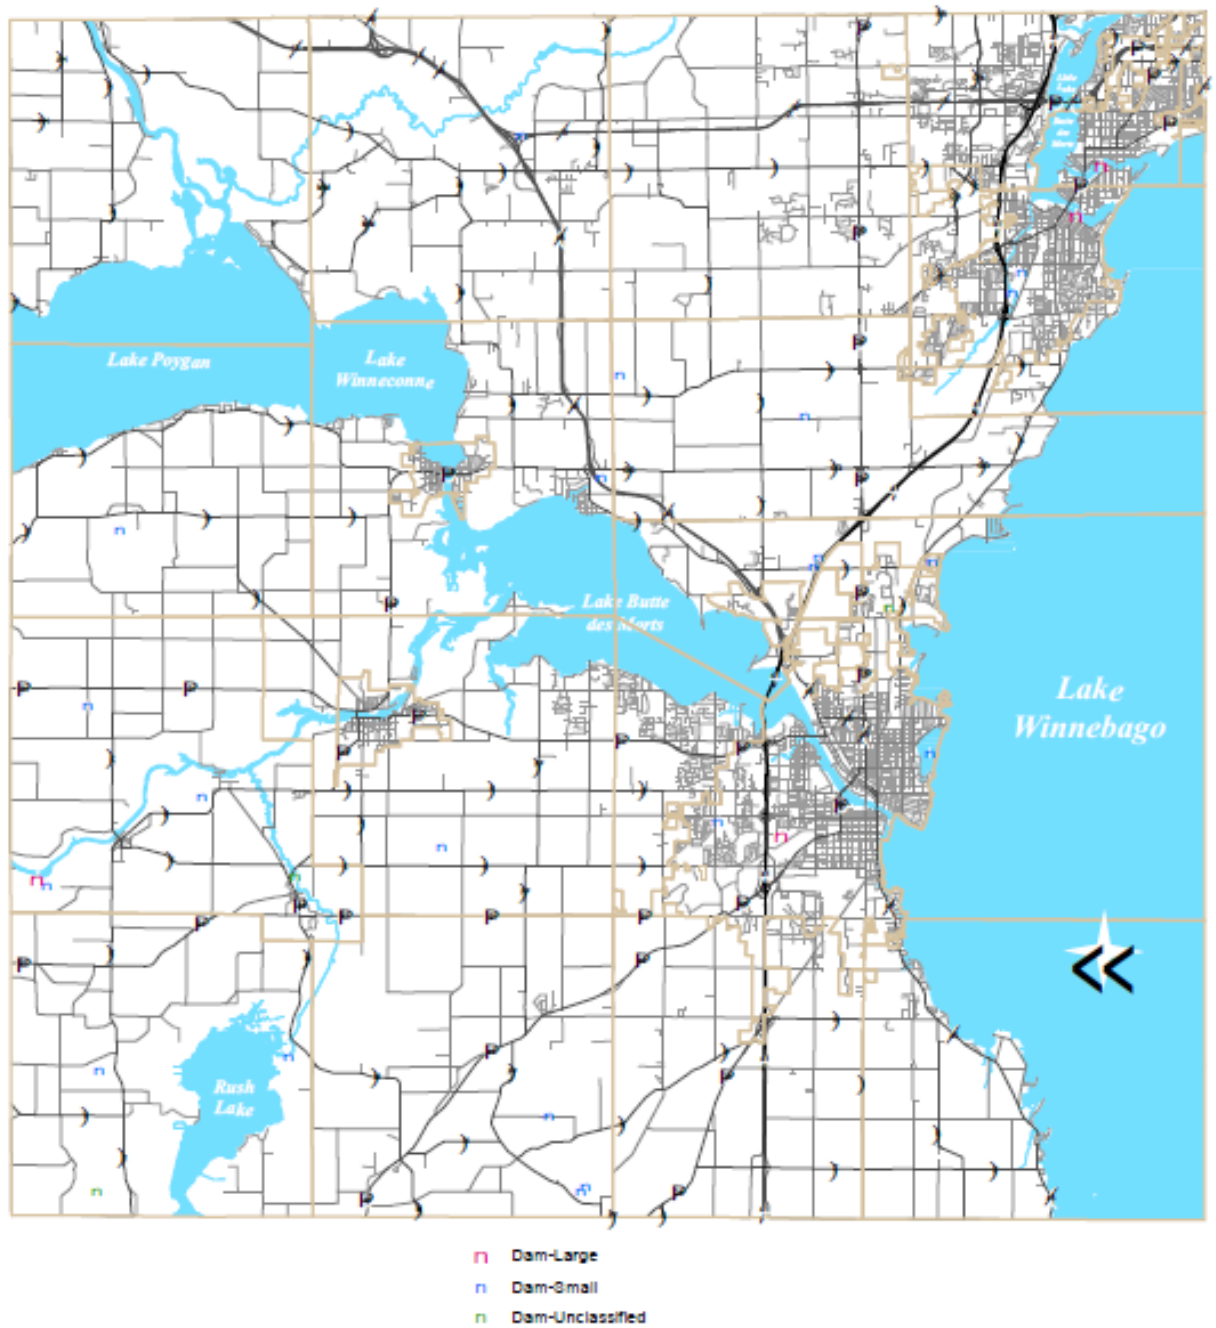 Lake Poygan
Lake
Winneconne
Lake Butte
des Morts
Lake
Winnebago
Rush
Lake
Dam-Large
Dam-Small
Dam-Unclassified